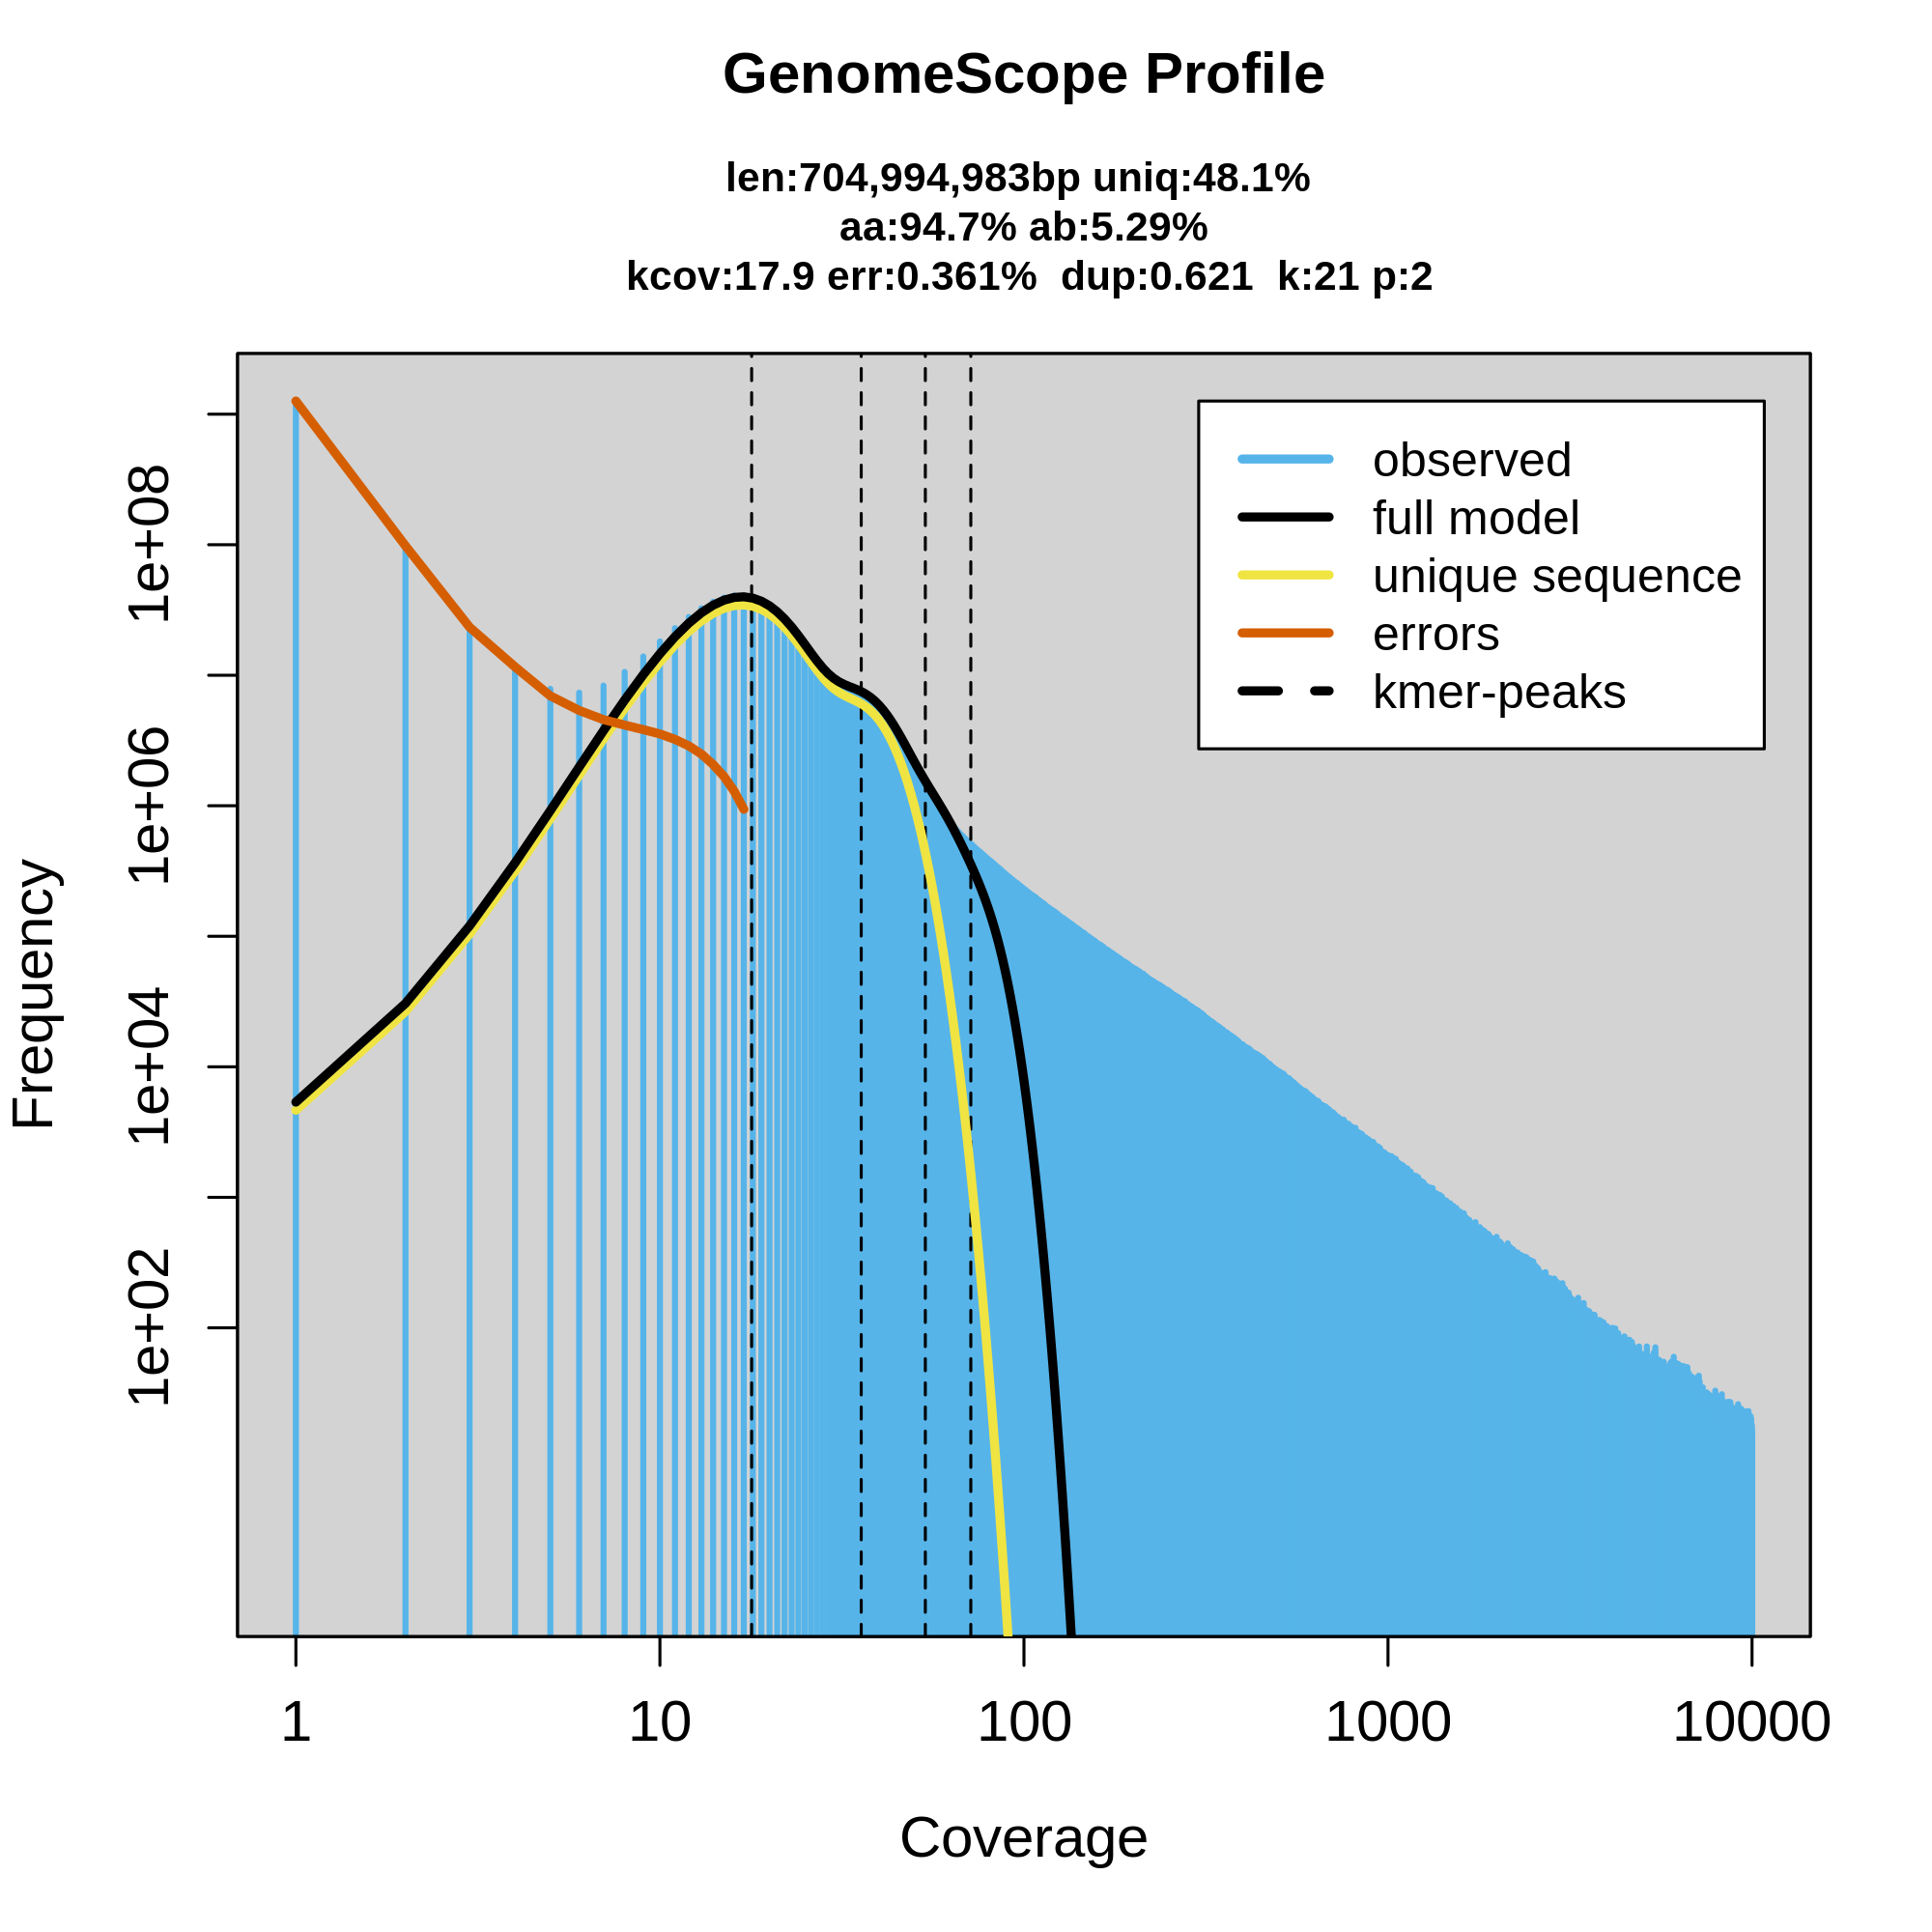 GenomeScope Profile
len:704,994,983bp uniq:48.1%
aa:94.7% ab:5.29%
kcov:17.9 err:0.361%  dup:0.621  k:21 p:2
observed
full model
unique sequence
errors
kmer-peaks
Frequency
1e+08
1e+06
1e+04
1e+02
1
10
100
1000
10000
Coverage